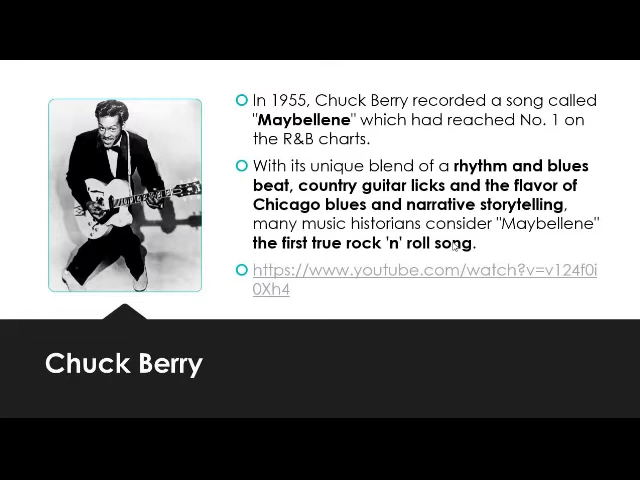 In 1955, Chuck Berry recorded a song called
"Maybellene" which had reached No. 1 on
the R&B charts.
With its unique blend of a rhythm and blues
beat, country guitar licks and the flavor of
Chicago blues and narrative storytelling,
many music historians consider "Maybellene"
the first true rock 'n' roll song.
https://www.youtube.com/watch?v=v124f0i
0Xh4
Chuck Berry